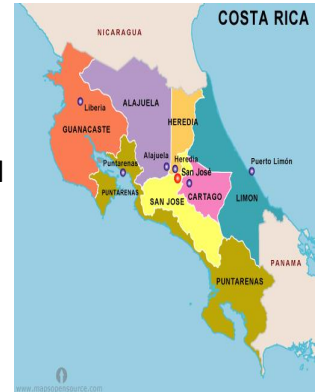 COSTA RICA
NICARAGUA
Liberia
ALAJUELA
GUANACASTE
HEREDIA
Puntarenas
Alajuela
Heredia
Puerto Limón
San José
PUNTARENAS
CARTAGO
SAN JOSE
LIMON
PANAMA
PUNTARENAS
www.mapsopensource.com